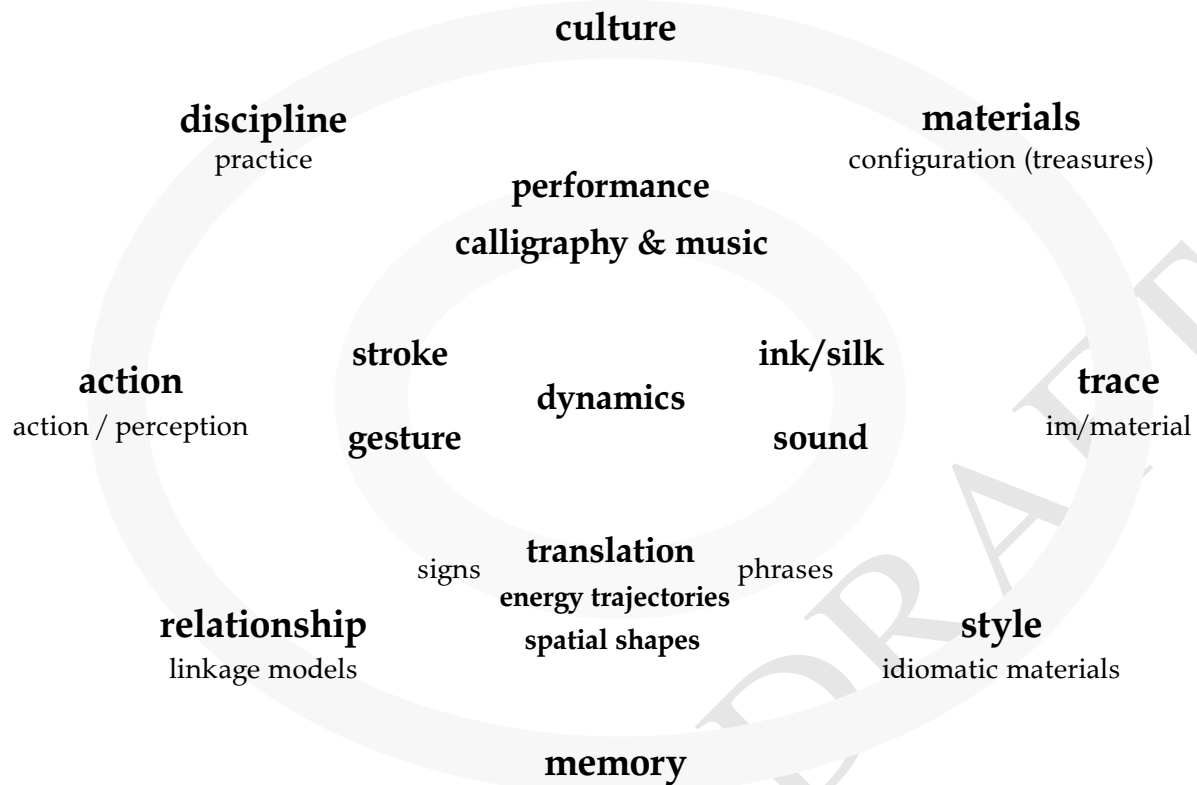 culture
discipline
practice
materials
configuration (treasures)
performance
calligraphy & music
stroke
gesture
dynamics
ink/silk
sound
action
action / perception
trace
im/material
signs
translation
phrases
energy trajectories
spatial shapes
relationship
linkage models
style
idiomatic materials
memory
DRAFT